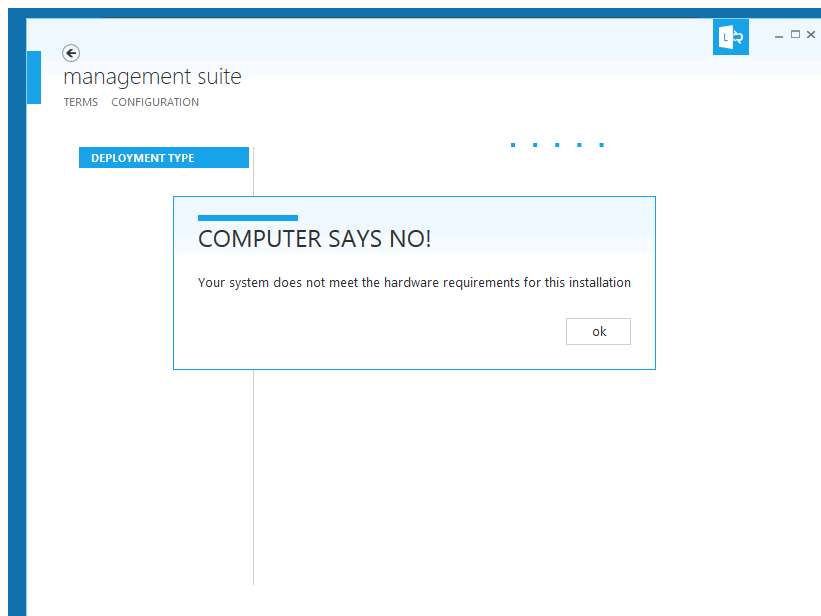 management suite
TERMS CONFIGURATION
DEPLOYMENT TYPE
COMPUTER SAYS NO!
Your system does not meet the hardware requirements for this installation
ok